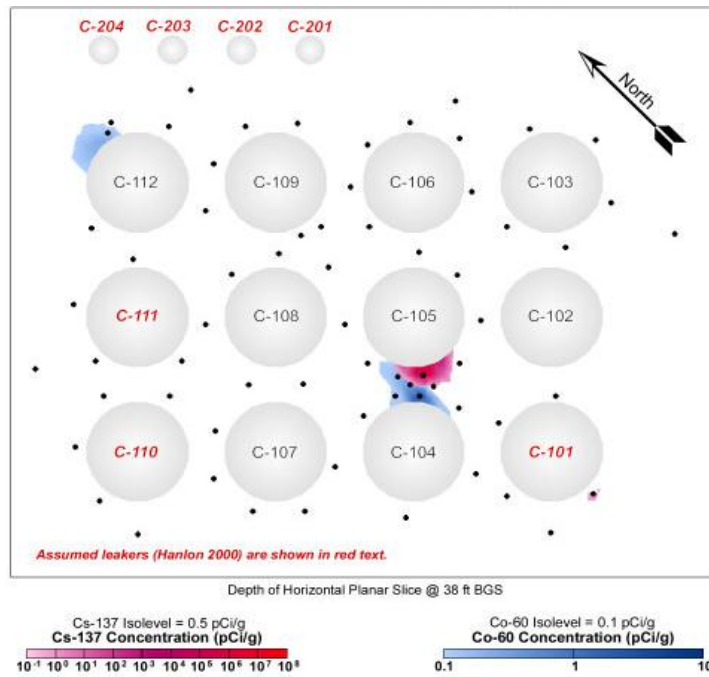 C-204 C-203 C-202 C-201
North
C-112 C-109 C-106 C-103
C-111 C-108 C-105 C-102
C-110 C-107 C-104 C-101
Assumed leakers (Hanlon 2000) are shown in red text.
Depth of Horizontal Planar Slice @ 38 ft BGS
Cs-137 Isolevel = 0.5 pCi/g
Cs-137 Concentration (pCi/g)
10⁻¹ 10⁰ 10¹ 10² 10³ 10⁴ 10⁵ 10⁶ 10⁷ 10⁸
Co-60 Isolevel = 0.1 pCi/g
Co-60 Concentration (pCi/g)
0.1 1 10